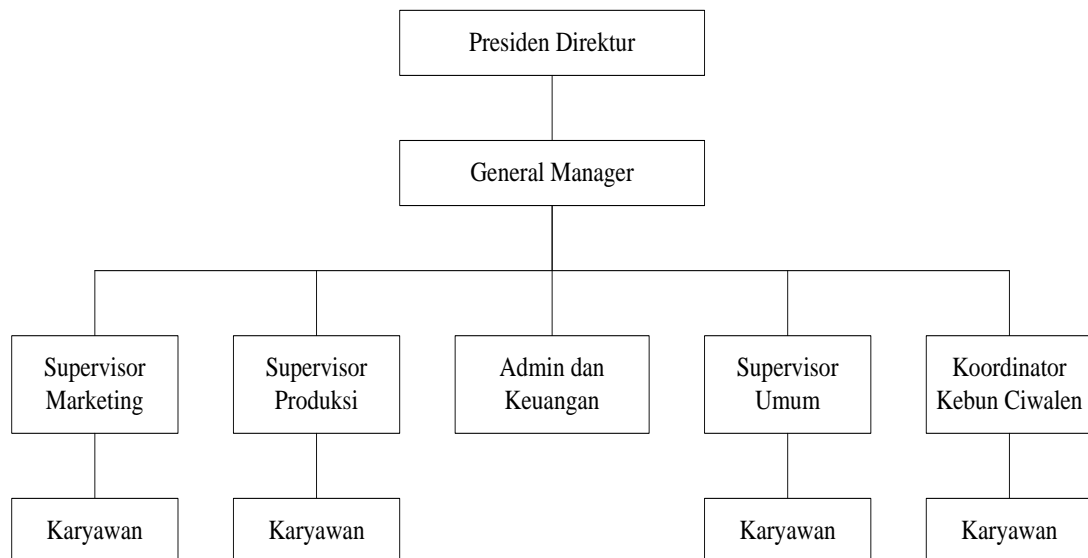 Presiden Direktur
General Manager
Supervisor
Marketing
Supervisor
Produksi
Admin dan
Keuangan
Supervisor
Umum
Koordinator
Kebun Ciwalen
Karyawan
Karyawan
Karyawan
Karyawan